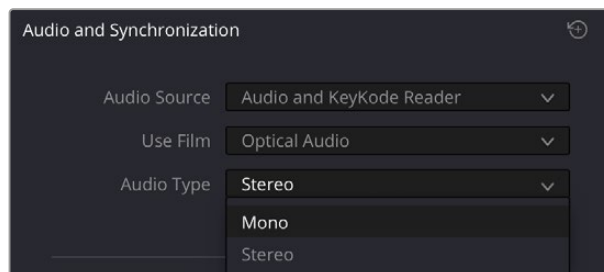 Audio and Synchronization
Audio Source Audio and KeyKode Reader
Use Film Optical Audio
Audio Type Stereo
Mono
Stereo